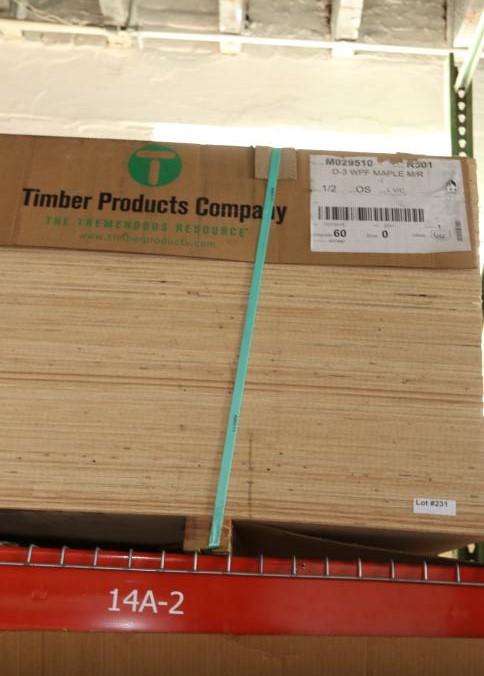 T
Timber Products Company
THE TREMENDOUS RESOURCE
www.timberproducts.com
M029510 R301
D-3 WPF MAPLE M/R
1/2 OS
60 0 1
Lot #231
14A-2